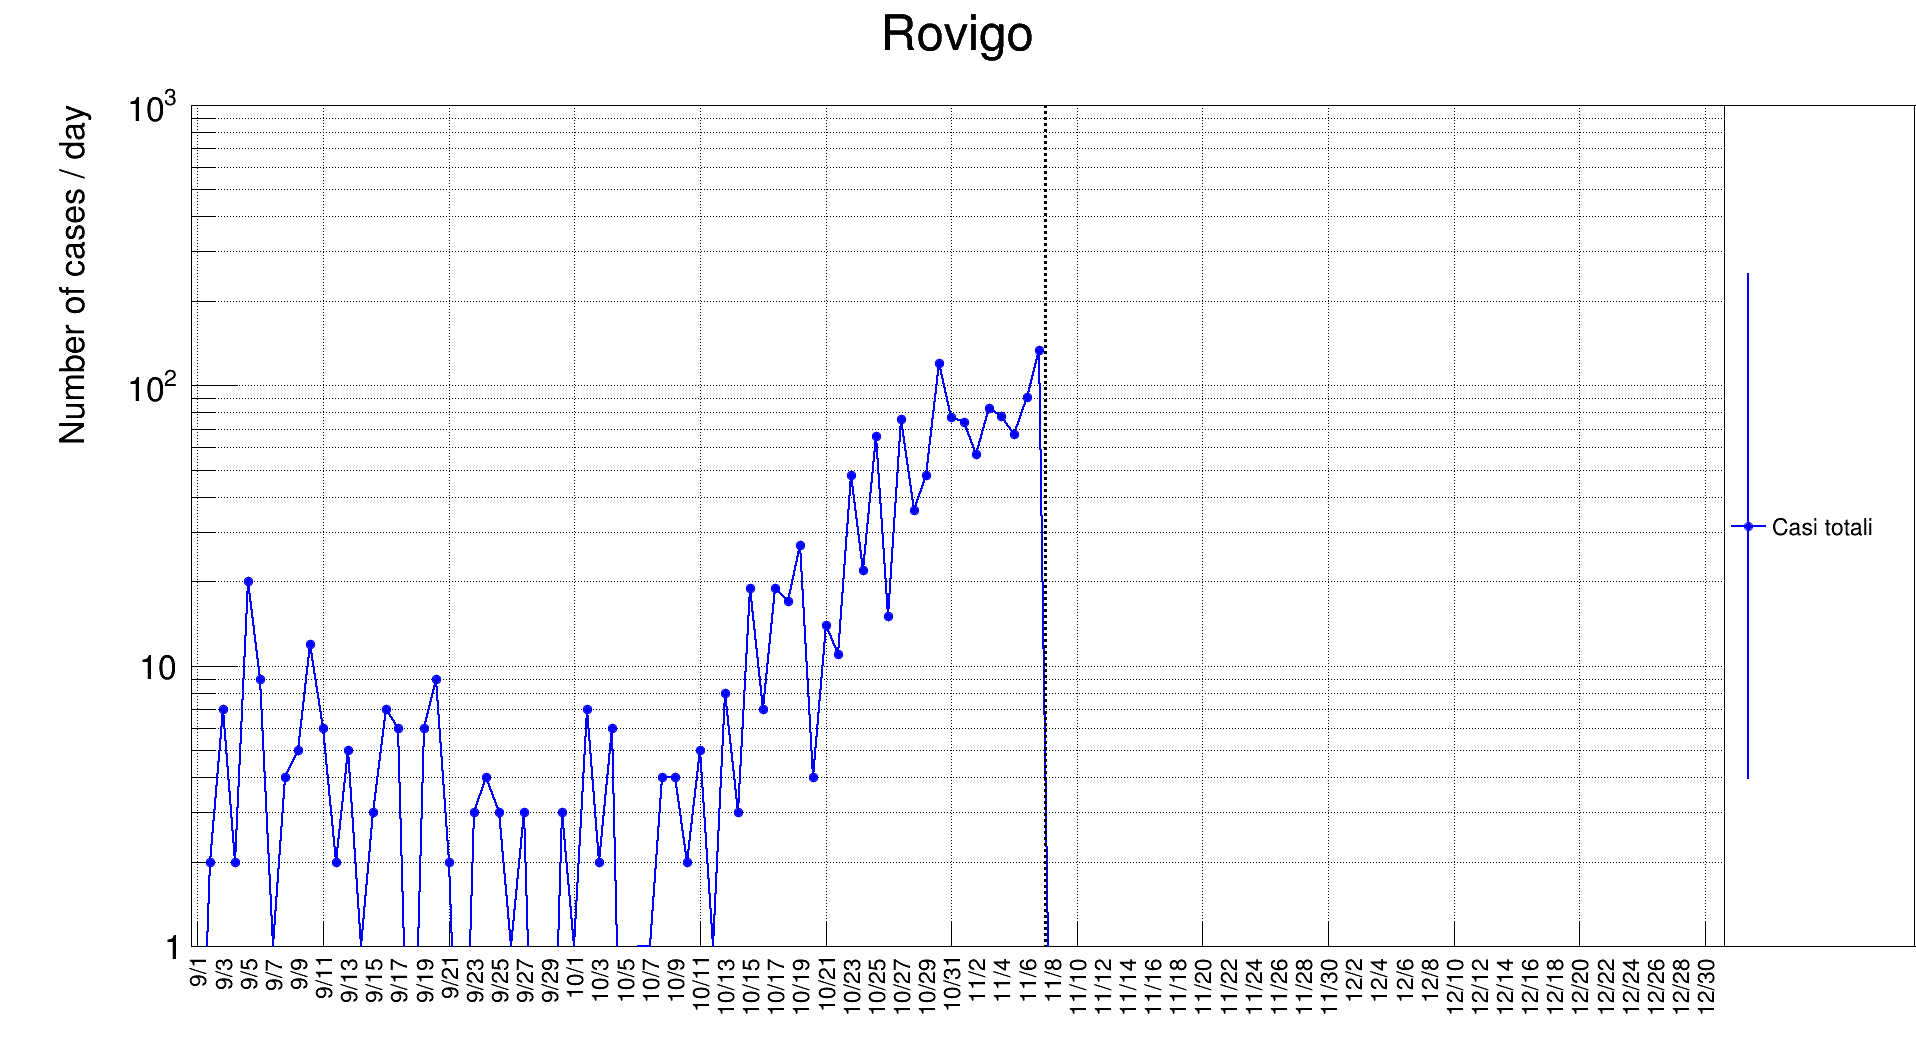 Rovigo
Number of cases / day
10³
10²
10
1
9/1 9/3 9/5 9/7 9/9 9/11 9/13 9/15 9/17 9/19 9/21 9/23 9/25 9/27 9/29 10/1 10/3 10/5 10/7 10/9 10/11 10/13 10/15 10/17 10/19 10/21 10/23 10/25 10/27 10/29 10/31 11/2 11/4 11/6 11/8 11/10 11/12 11/14 11/16 11/18 11/20 11/22 11/24 11/26 11/28 11/30 12/2 12/4 12/6 12/8 12/10 12/12 12/14 12/16 12/18 12/20 12/22 12/24 12/26 12/28 12/30
Casi totali